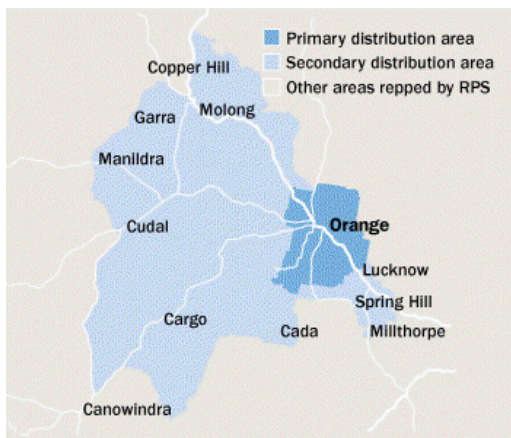 Primary distribution area
Secondary distribution area
Other areas repped by RPS
Copper Hill
Molong
Garra
Manildra
Cudal
Orange
Lucknow
Spring Hill
Cargo
Cada
Millthorpe
Canowindra